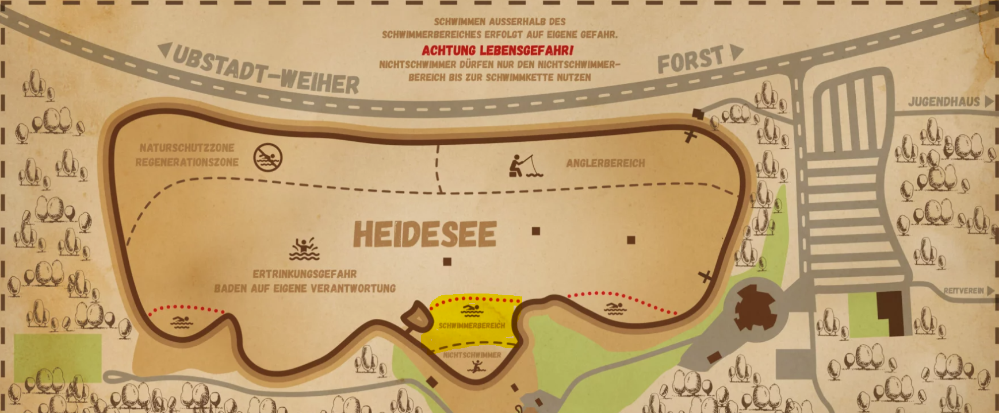 SCHWIMMEN AUSSERHALB DES
SCHWIMMERBEREICHES ERFOLGT AUF EIGENE GEFAHR.
ACHTUNG LEBENSGEFAHR!
NICHTSCHWIMMER DÜRFEN NUR DEN NICHTSCHWIMMER-
BEREICH BIS ZUR SCHWIMMKETTE NUTZEN
UBSTADT-WEIHER
FORST
JUGENDHAUS
NATURSCHUTZZONE
REGENERATIONSZONE
ANGLERBEREICH
HEIDESEE
ERTRINKUNGSGEFAHR
BADEN AUF EIGENE VERANTWORTUNG
REITVEREIN
SCHWIMMERBEREICH
NICHTSCHWIMMER